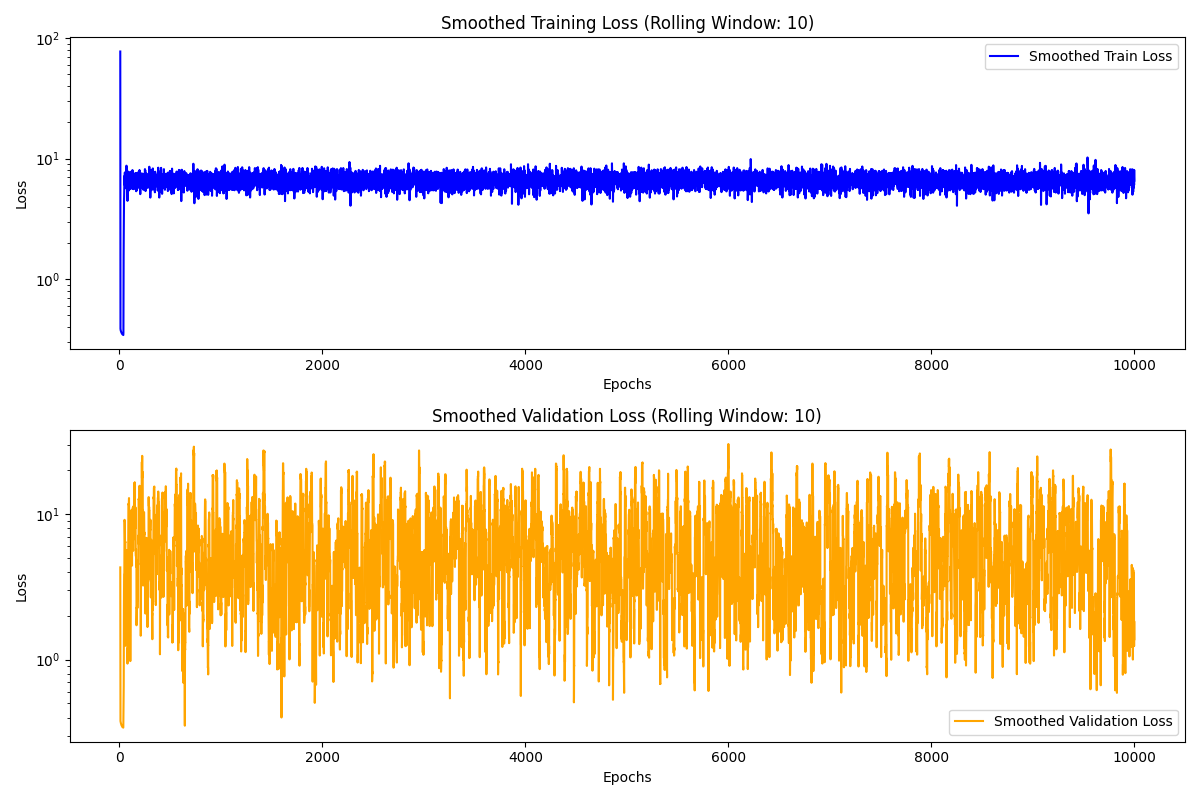 Smoothed Training Loss (Rolling Window: 10)
10²
10¹
10⁰
Loss
Smoothed Train Loss
0 2000 4000 6000 8000 10000
Epochs
Smoothed Validation Loss (Rolling Window: 10)
10¹
10⁰
Loss
Smoothed Validation Loss
0 2000 4000 6000 8000 10000
Epochs